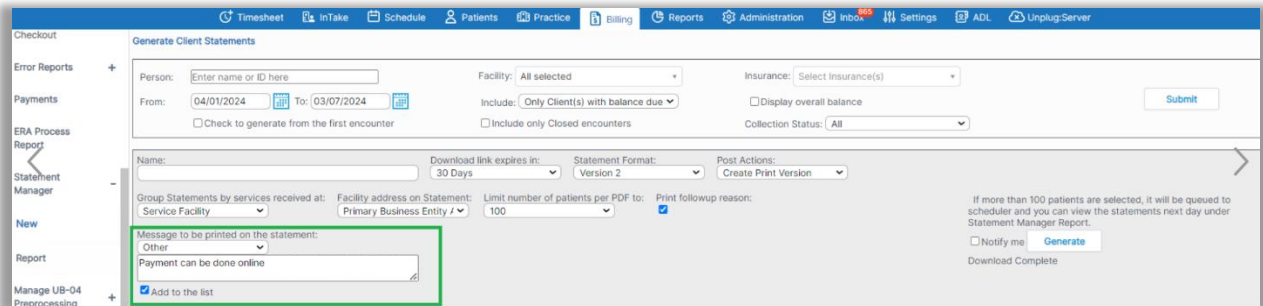 Timesheet InTake Schedule Patients Practice Billing Reports Administration Inbox 865 Settings ADL Unplug:Server
Checkout
Generate Client Statements
Error Reports +
Person: Enter name or ID here Facility: All selected Insurance: Select Insurance(s)
Payments
From: 04/01/2024 To: 03/07/2024 Include: Only Client(s) with balance due Display overall balance Submit
Check to generate from the first encounter Include only Closed encounters Collection Status: All
ERA Process
Report
Name: Download link expires in: Statement Format: Post Actions:
30 Days Version 2 Create Print Version
Statement
Manager -
Group Statements by services received at: Facility address on Statement: Limit number of patients per PDF to: Print followup reason:
Service Facility Primary Business Entity A 100
If more than 100 patients are selected, it will be queued to
scheduler and you can view the statements next day under
Statement Manager Report.
New
Message to be printed on the statement:
Other
Notify me Generate
Report
Payment can be done online
Download Complete
Add to the list
Manage UB-04
Preprocessing +